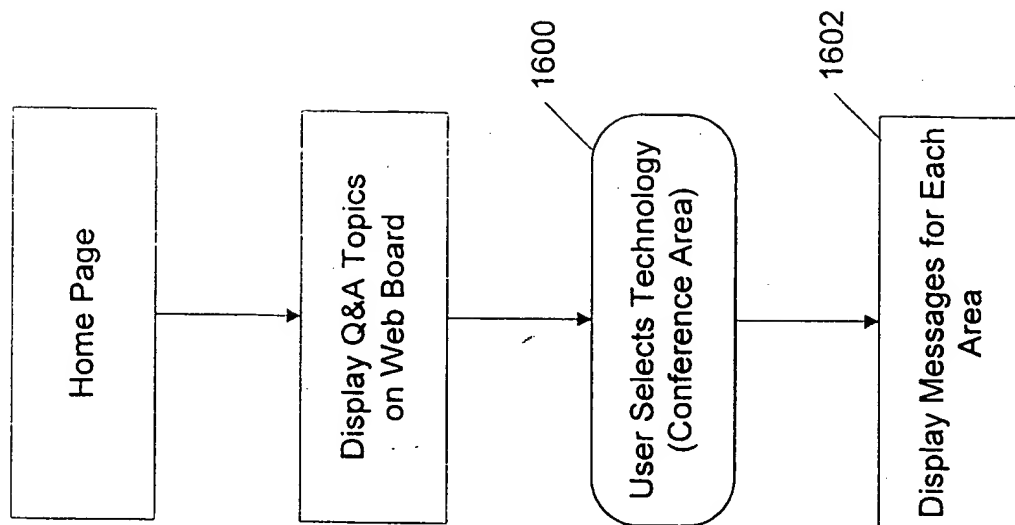 Home Page
Display Q&A Topics
on Web Board
1600
User Selects Technology
(Conference Area)
1602
Display Messages for Each
Area